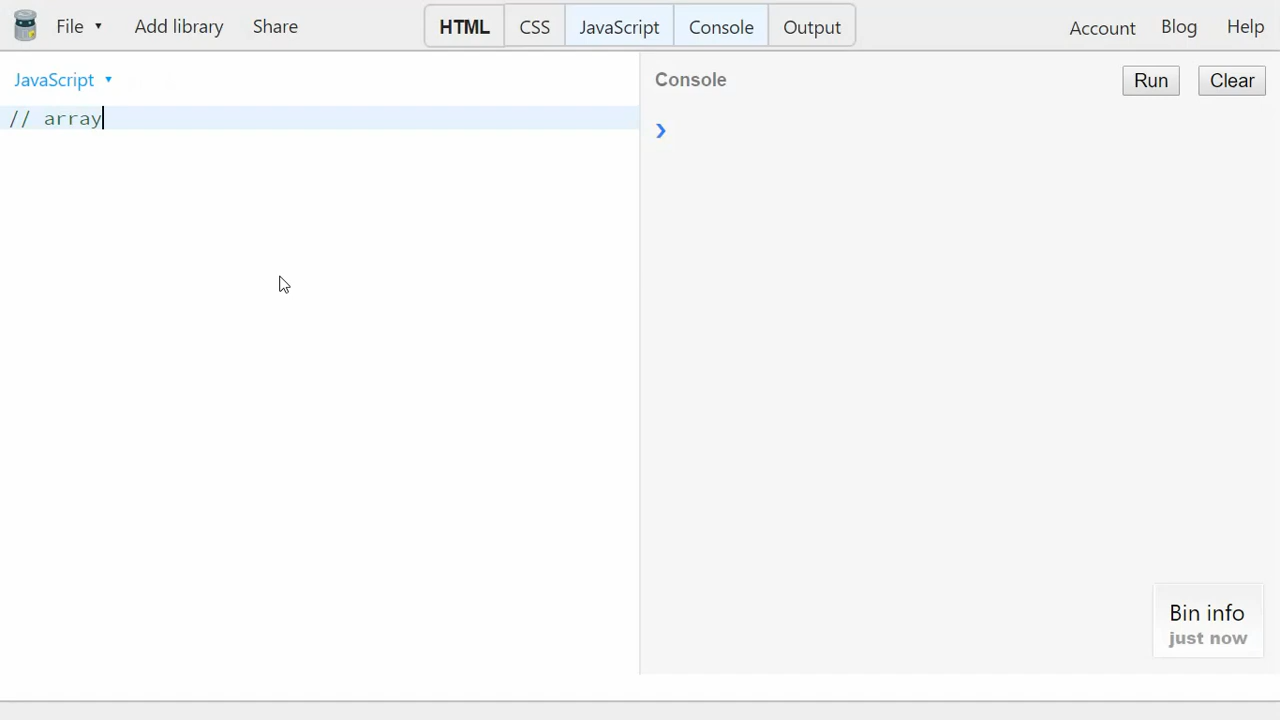 File ▾ Add library Share HTML CSS JavaScript Console Output Account Blog Help
JavaScript ▾
Console Run Clear
// array
❯
Bin info
just now